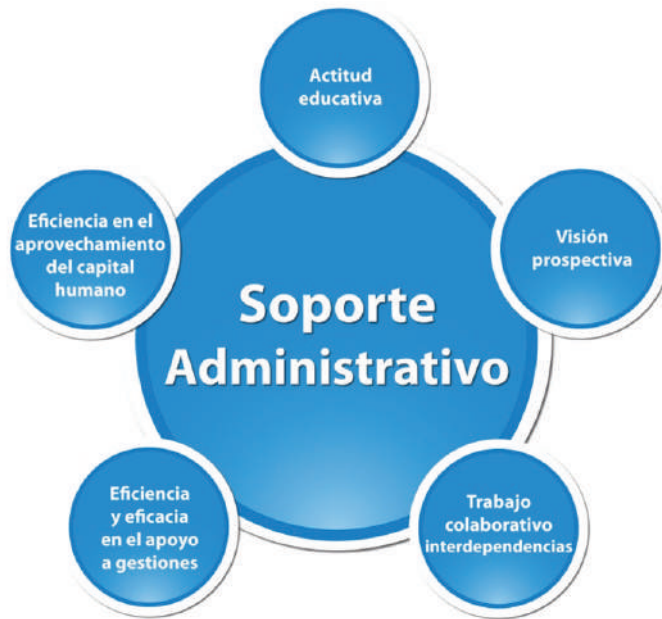 Actitud
educativa
Eficiencia en el
aprovechamiento
del capital
humano
Visión
prospectiva
Soporte
Administrativo
Eficiencia
y eficacia
en el apoyo
a gestiones
Trabajo
colaborativo
interdependencias